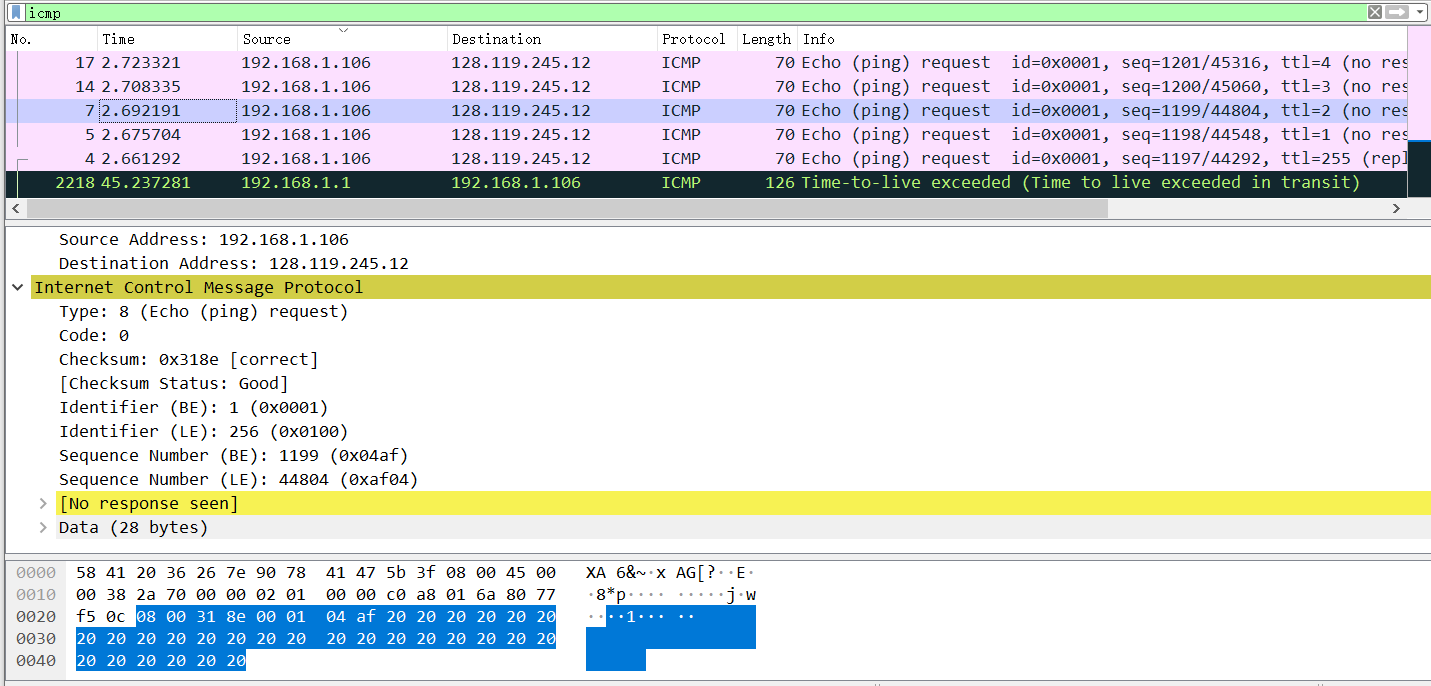 icmp
No. Time Source Destination Protocol Length Info
17 2.723321 192.168.1.106 128.119.245.12 ICMP 70 Echo (ping) request id=0x0001, seq=1201/45316, ttl=4 (no res
14 2.708335 192.168.1.106 128.119.245.12 ICMP 70 Echo (ping) request id=0x0001, seq=1200/45060, ttl=3 (no res
7 2.692191 192.168.1.106 128.119.245.12 ICMP 70 Echo (ping) request id=0x0001, seq=1199/44804, ttl=2 (no res
5 2.675704 192.168.1.106 128.119.245.12 ICMP 70 Echo (ping) request id=0x0001, seq=1198/44548, ttl=1 (no res
4 2.661292 192.168.1.106 128.119.245.12 ICMP 70 Echo (ping) request id=0x0001, seq=1197/44292, ttl=255 (repl
2218 45.237281 192.168.1.1 192.168.1.106 ICMP 126 Time-to-live exceeded (Time to live exceeded in transit)
Source Address: 192.168.1.106
Destination Address: 128.119.245.12
Internet Control Message Protocol
Type: 8 (Echo (ping) request)
Code: 0
Checksum: 0x318e [correct]
[Checksum Status: Good]
Identifier (BE): 1 (0x0001)
Identifier (LE): 256 (0x0100)
Sequence Number (BE): 1199 (0x04af)
Sequence Number (LE): 44804 (0xaf04)
[No response seen]
Data (28 bytes)
0000 58 41 20 36 26 7e 90 78 41 47 5b 3f 08 00 45 00 XA 6&~·x AG[?··E·
0010 00 38 2a 70 00 00 02 01 00 00 c0 a8 01 6a 80 77 ·8*p···· ·····j·w
0020 f5 0c 08 00 31 8e 00 01 04 af 20 20 20 20 20 20 ····1··· ··
0030 20 20 20 20 20 20 20 20 20 20 20 20 20 20 20 20
0040 20 20 20 20 20 20